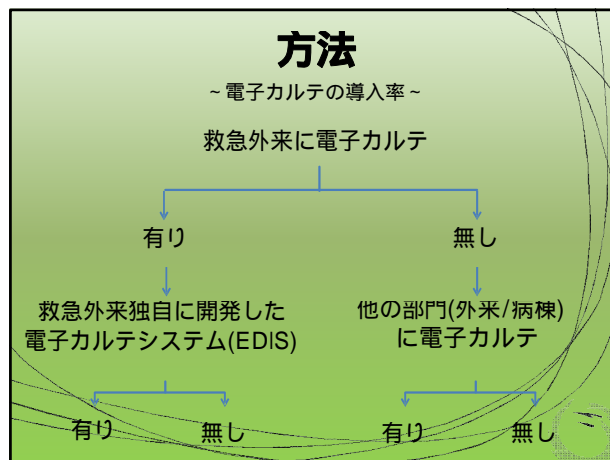 方法
~電子カルテの導入率~
救急外来に電子カルテ
有り
無し
救急外来独自に開発した
電子カルテシステム(EDIS)
他の部門(外来/病棟)
に電子カルテ
有り
無し
有り
無し